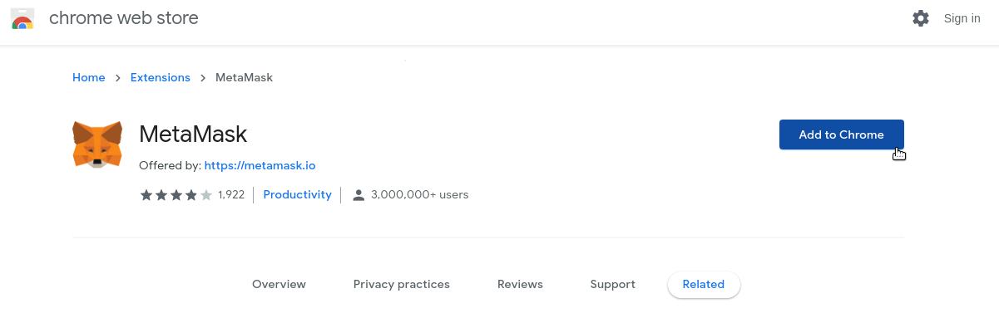 chrome web store
Sign in
Home > Extensions > MetaMask
MetaMask
Add to Chrome
Offered by: https://metamask.io
1,922 Productivity 3,000,000+ users
Overview Privacy practices Reviews Support Related